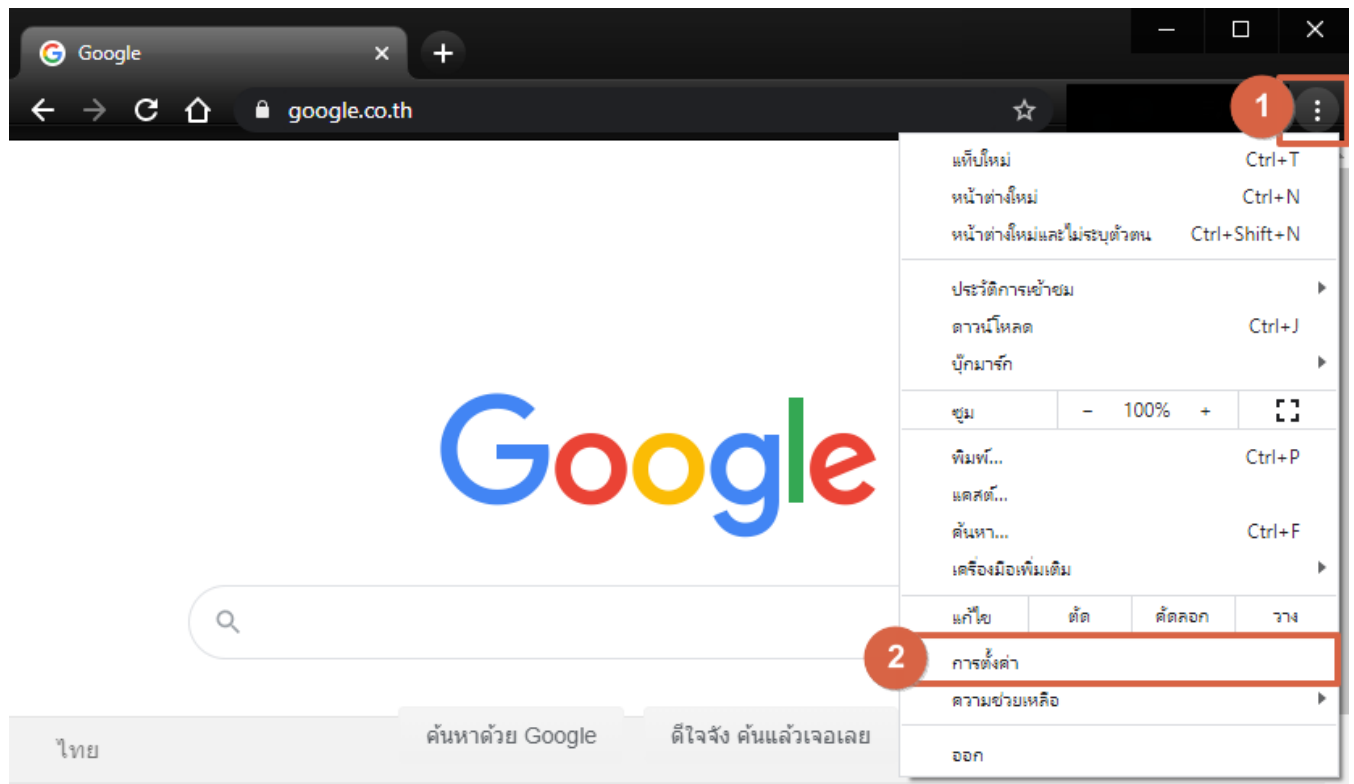 Google
google.co.th
1
แท็บใหม่ Ctrl+T
หน้าต่างใหม่ Ctrl+N
หน้าต่างใหม่และไม่ระบุตัวตน Ctrl+Shift+N
ประวัติการเข้าชม
ดาวน์โหลด Ctrl+J
บุ๊กมาร์ก
ซูม - 100% +
พิมพ์... Ctrl+P
แคสต์...
ค้นหา... Ctrl+F
เครื่องมือเพิ่มเติม
แก้ไข ตัด คัดลอก วาง
2 การตั้งค่า
ความช่วยเหลือ
ออก
Google
ค้นหาด้วย Google ดีใจจัง ค้นแล้วเจอเลย
ไทย